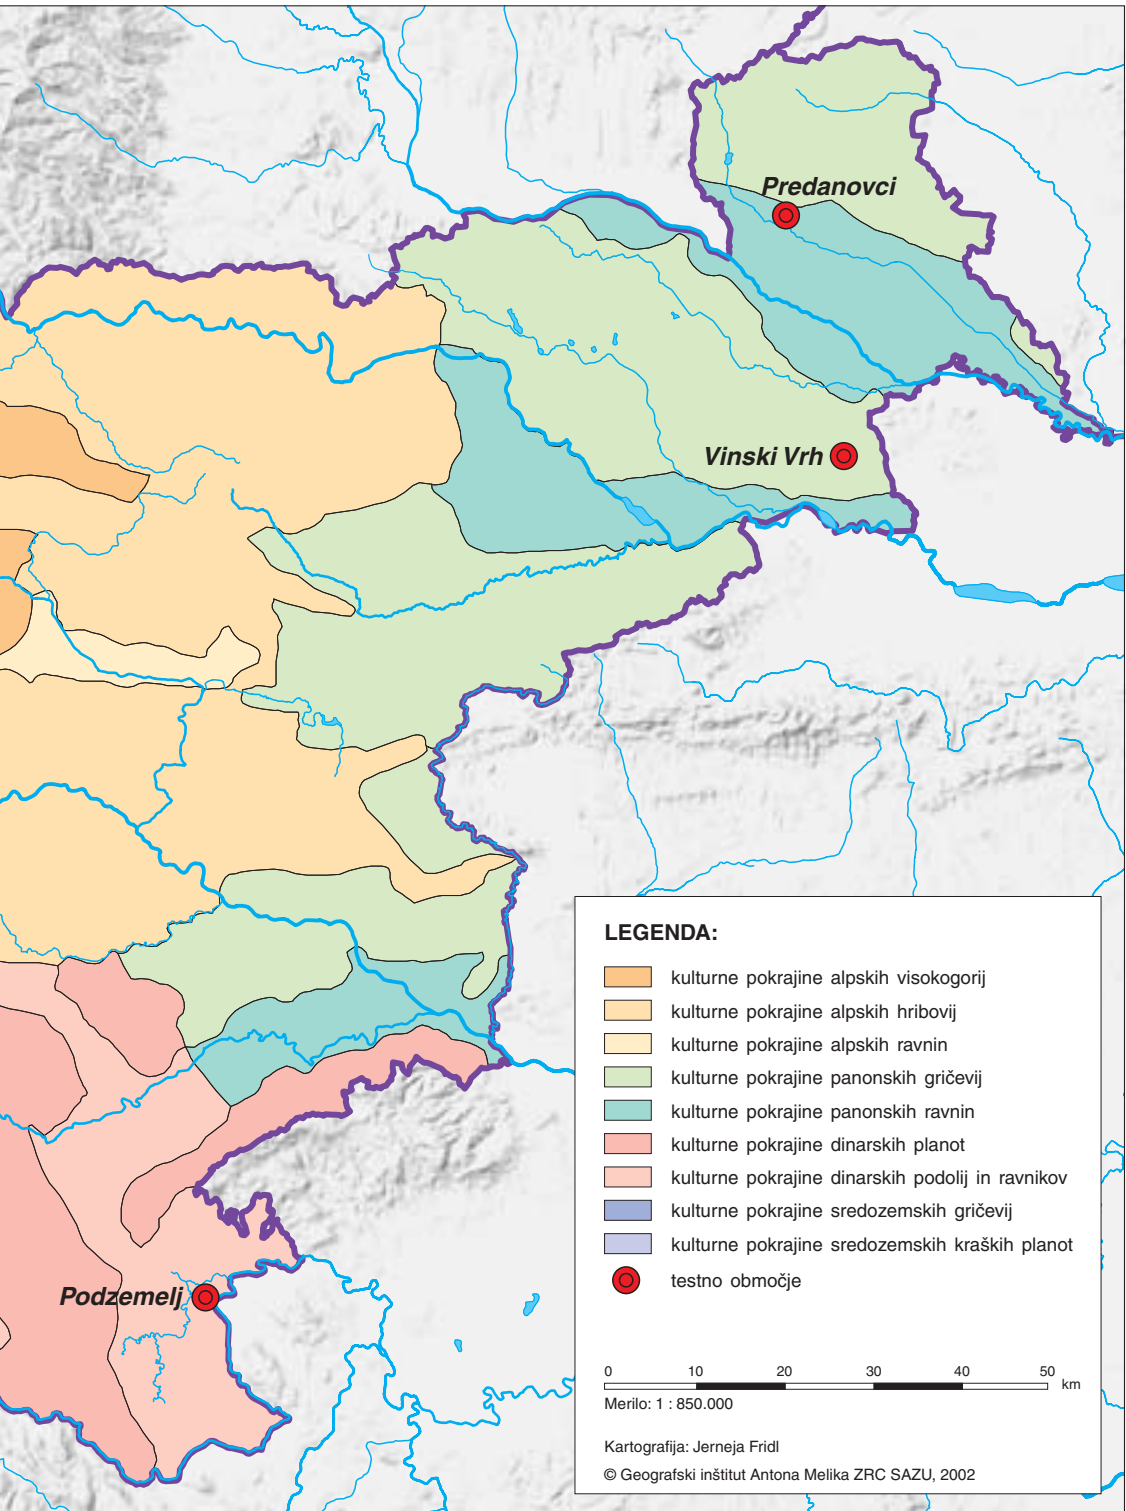 Predanovci
Vinski Vrh
Podzemelj
LEGENDA:
kulturne pokrajine alpskih visokogorij
kulturne pokrajine alpskih hribovij
kulturne pokrajine alpskih ravnin
kulturne pokrajine panonskih gričevij
kulturne pokrajine panonskih ravnin
kulturne pokrajine dinarskih planot
kulturne pokrajine dinarskih podolij in ravnikov
kulturne pokrajine sredozemskih gričevij
kulturne pokrajine sredozemskih kraških planot
testno območje
0 10 20 30 40 50 km
Merilo: 1 : 850.000
Kartografija: Jerneja Fridl
© Geografski inštitut Antona Melika ZRC SAZU, 2002